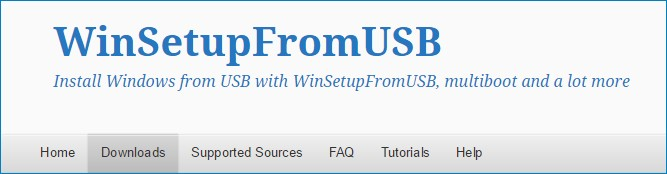 WinSetupFromUSB
Install Windows from USB with WinSetupFromUSB, multiboot and a lot more
Home Downloads Supported Sources FAQ Tutorials Help